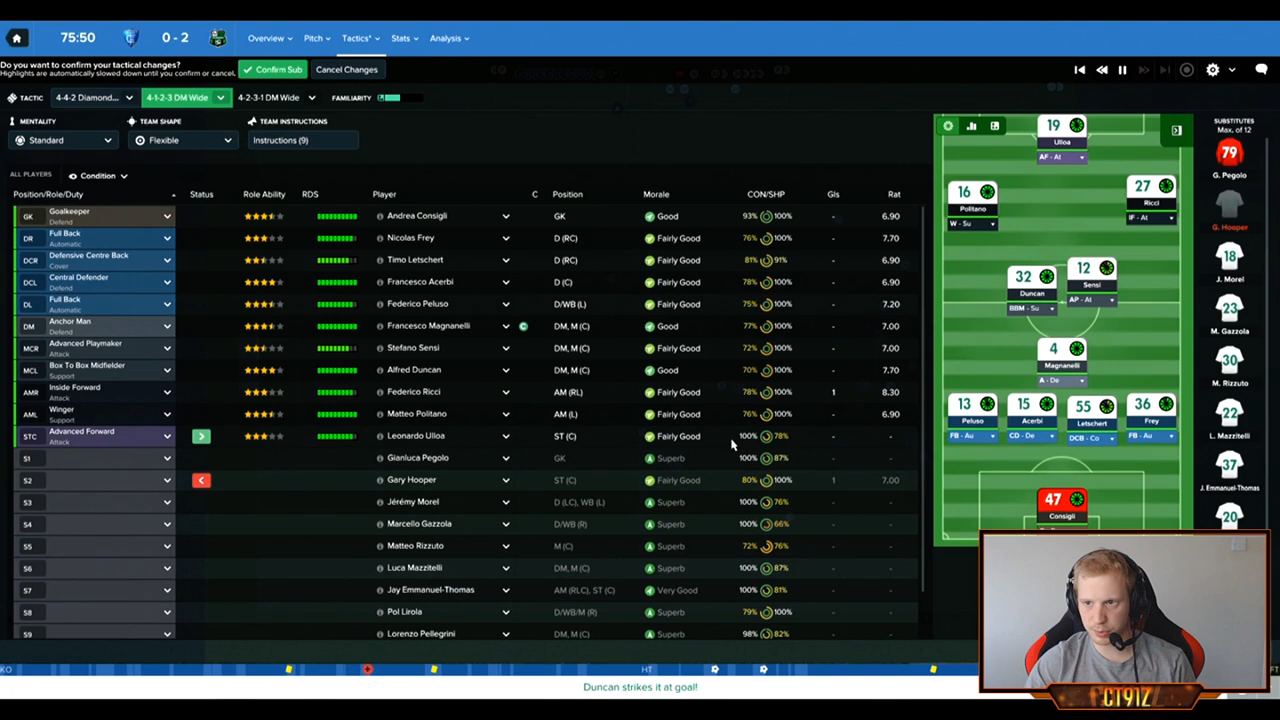 75:50 0 - 2 Overview Pitch Tactics* Stats Analysis
Do you want to confirm your tactical changes?
Highlights are automatically slowed down until you confirm or cancel.
Confirm Sub Cancel Changes
TACTIC 4-4-2 Diamond... 4-1-2-3 DM Wide 4-2-3-1 DM Wide FAMILIARITY
MENTALITY TEAM SHAPE TEAM INSTRUCTIONS
Standard Flexible Instructions (9)
ALL PLAYERS Condition
Position/Role/Duty Status Role Ability RDS Player C Position Morale CON/SHP Gls Rat
GK Goalkeeper Defend Andrea Consigli GK Good 93% 100% - 6.90
DR Full Back Automatic Nicolas Frey D (RC) Fairly Good 76% 100% - 7.70
DCR Defensive Centre Back Cover Timo Letschert D (RC) Fairly Good 81% 91% - 6.90
DCL Central Defender Defend Francesco Acerbi D (C) Fairly Good 78% 100% - 6.90
DL Full Back Automatic Federico Peluso D/WB (L) Fairly Good 75% 100% - 7.20
DM Anchor Man Defend Francesco Magnanelli C DM, M (C) Good 77% 100% - 7.00
MCR Advanced Playmaker Attack Stefano Sensi DM, M (C) Fairly Good 72% 100% - 7.00
MCL Box To Box Midfielder Support Alfred Duncan DM, M (C) Good 70% 100% - 7.70
AMR Inside Forward Attack Federico Ricci AM (RL) Fairly Good 78% 100% 1 8.30
AML Winger Support Matteo Politano AM (L) Fairly Good 76% 100% - 6.90
STC Advanced Forward Attack Leonardo Ulloa ST (C) Fairly Good 100% 78% - -
S1 Gianluca Pegolo GK Superb 100% 87% - -
S2 Gary Hooper ST (C) Fairly Good 80% 100% 1 7.00
S3 Jérémy Morel D (LC), WB (L) Superb 100% 76% - -
S4 Marcello Gazzola D/WB (R) Superb 100% 66% - -
S5 Matteo Rizzuto M (C) Superb 72% 76% - -
S6 Luca Mazzitelli DM, M (C) Superb 100% 87% - -
S7 Jay Emmanuel-Thomas AM (RLC), ST (C) Very Good 100% 81% - -
S8 Pol Lirola D/WB/M (R) Superb 79% 100% - -
S9 Lorenzo Pellegrini DM, M (C) Superb 98% 82% - -
19
Ulloa
AF - At
16 27
Politano Ricci
W - Su IF - At
32 12
Duncan Sensi
BBM - Su AP - At
4
Magnanelli
A - De
13 15 55 36
Peluso Acerbi Letschert Frey
FB - Au CD - De DCB - Co FB - Au
47
Consigli
SUBSTITUTES
Max. of 12
79
G. Pegolo
G. Hooper
18
J. Morel
23
M. Gazzola
30
M. Rizzuto
22
L. Mazzitelli
37
J. Emmanuel-Thomas
20
KO HT FT
Duncan strikes it at goal!
CT91Z